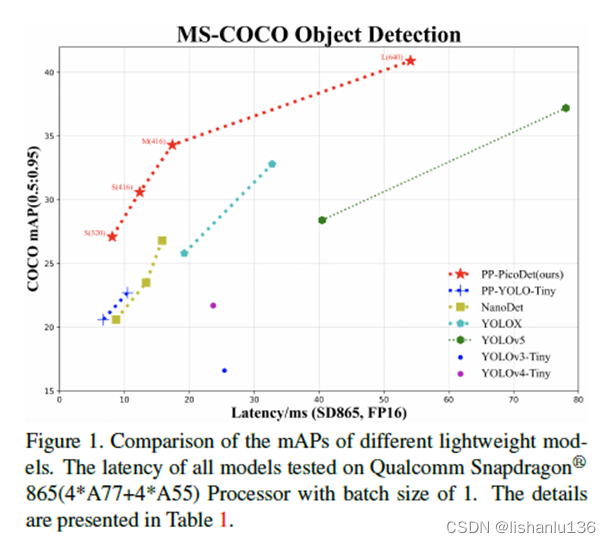 MS-COCO Object Detection
COCO mAP(0.5:0.95)
40
35
30
25
20
15
L(640)
M(416)
S(416)
S(320)
PP-PicoDet(ours)
PP-YOLO-Tiny
NanoDet
YOLOX
YOLOv5
YOLOv3-Tiny
YOLOv4-Tiny
0 10 20 30 40 50 60 70 80
Latency/ms (SD865, FP16)
Figure 1. Comparison of the mAPs of different lightweight mod-
els. The latency of all models tested on Qualcomm Snapdragon®
865(4*A77+4*A55) Processor with batch size of 1. The details
are presented in Table 1.
CSDN @lishanlu136